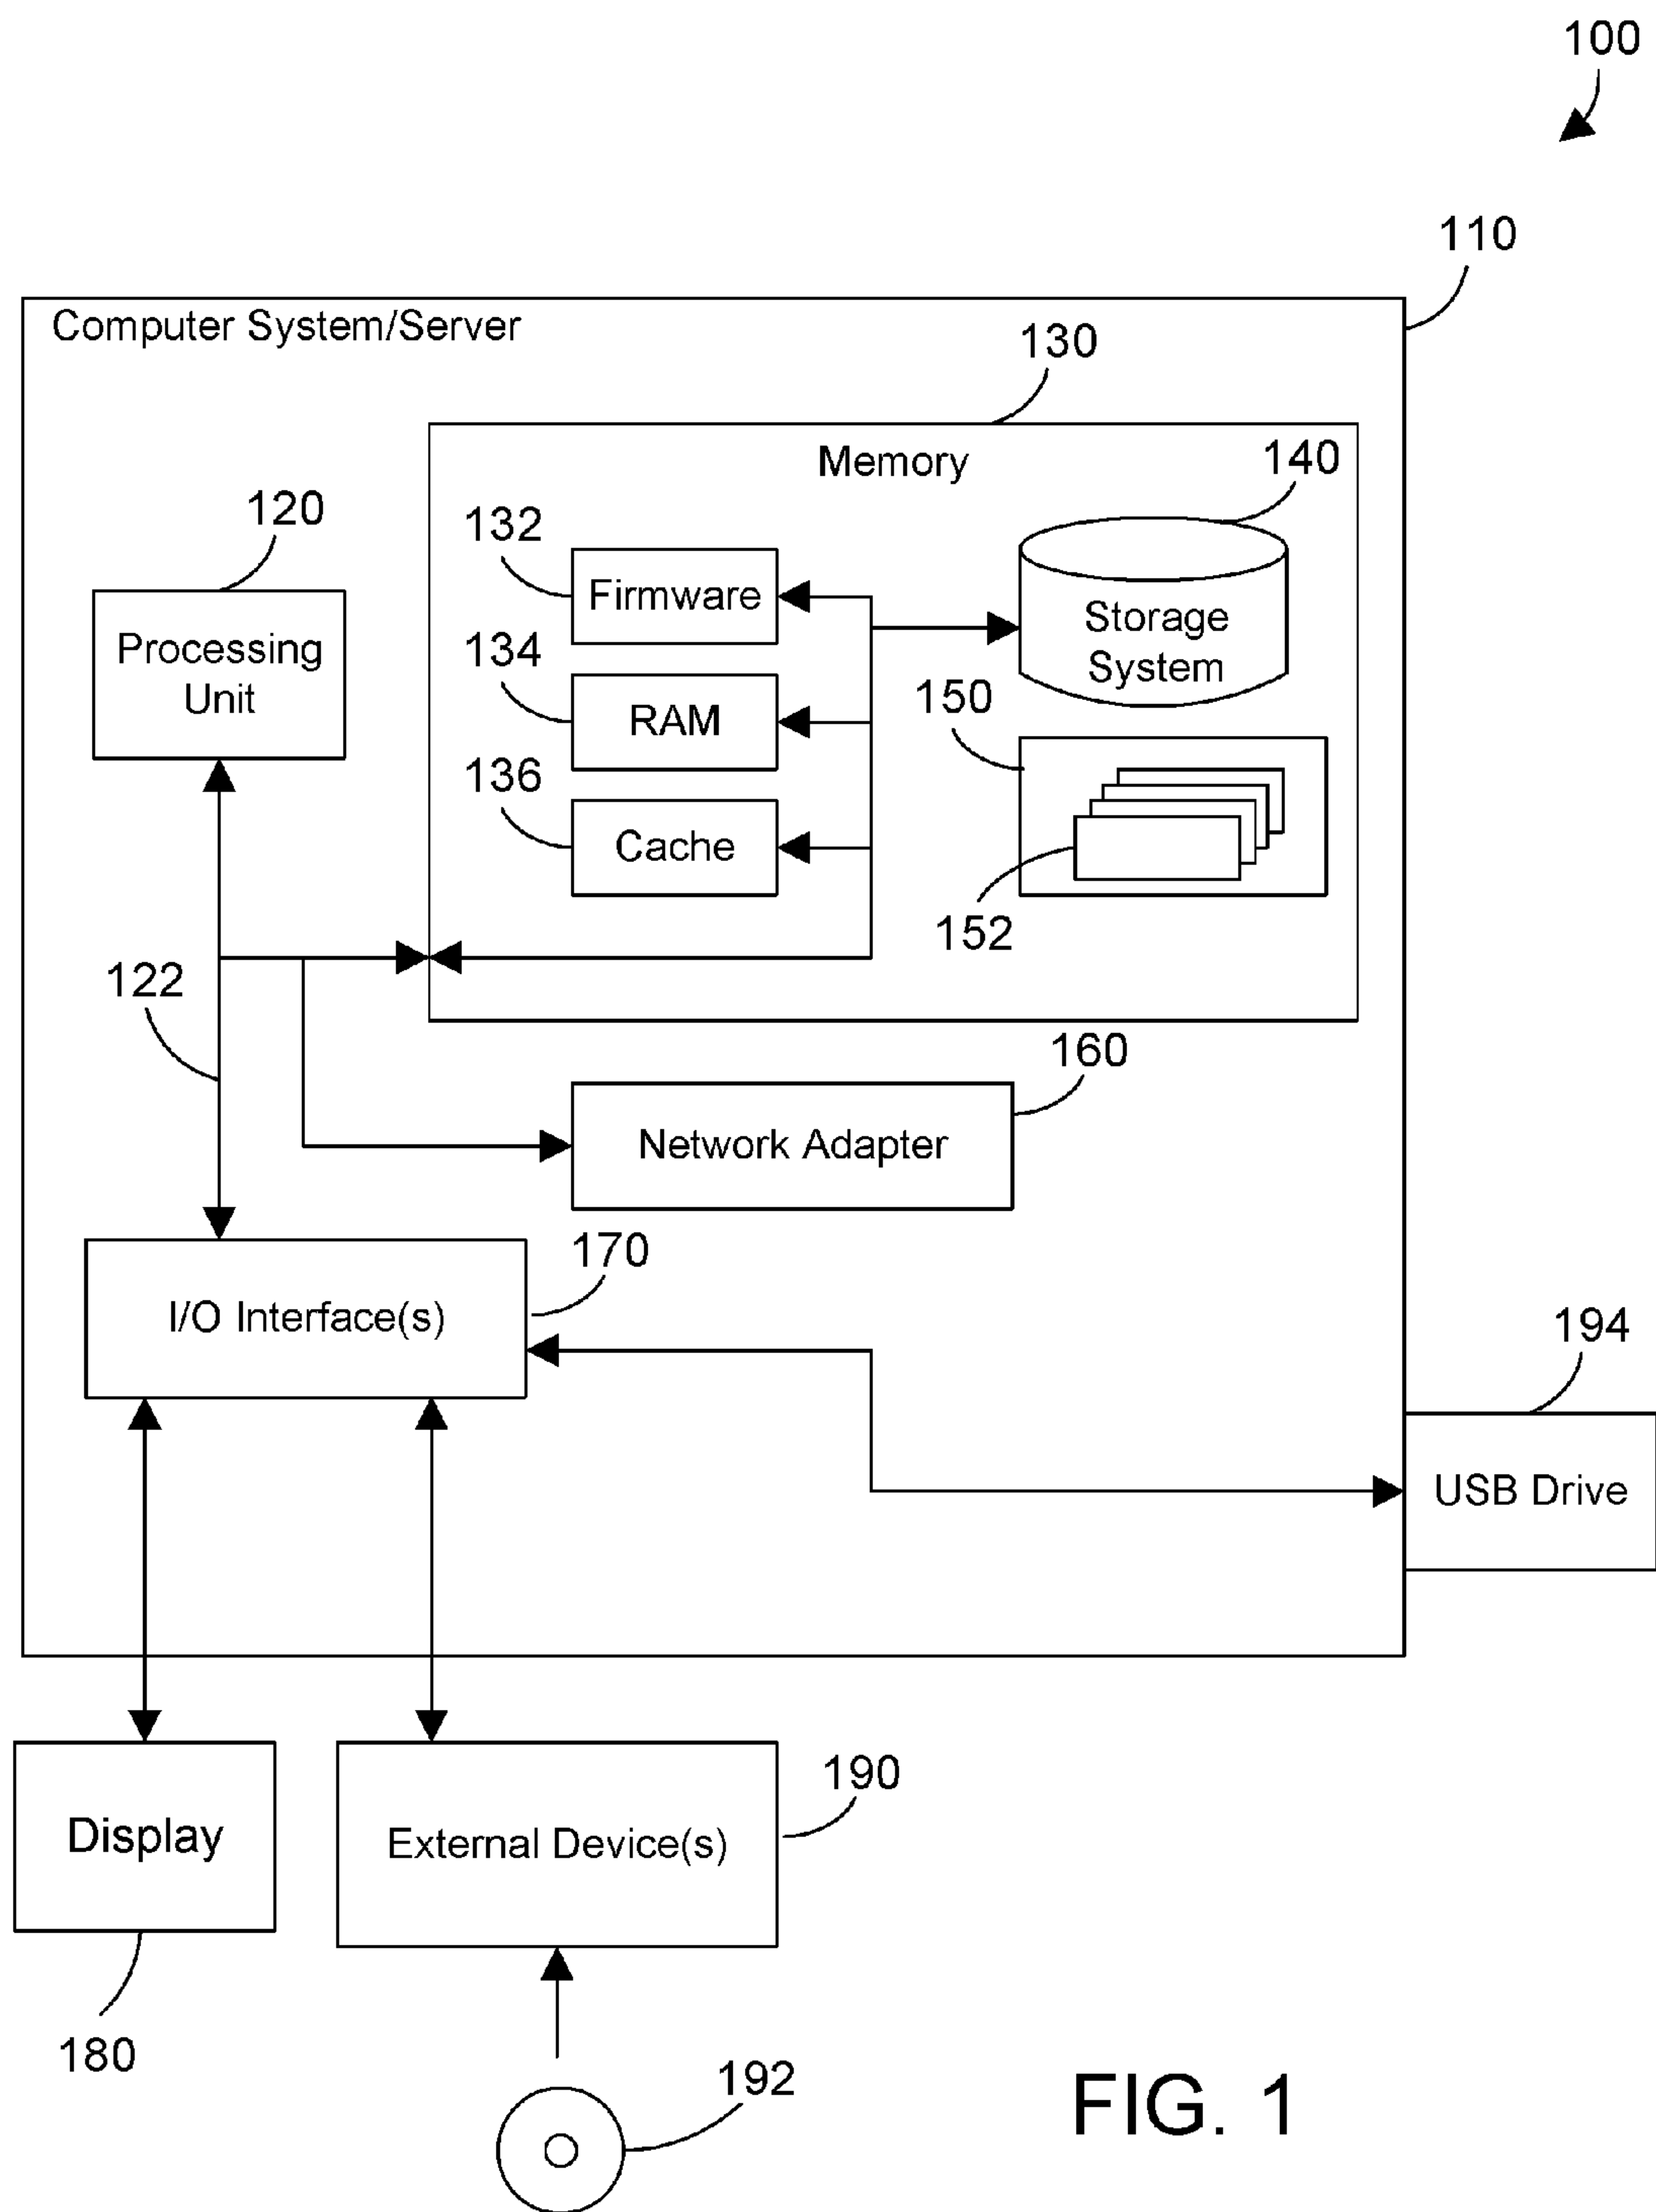 100
110
Computer System/Server
130
Memory
140
120
132
Firmware
Processing
Unit
Storage
System
134
RAM
150
136
Cache
152
122
160
Network Adapter
170
I/O Interface(s)
194
USB Drive
190
Display
External Device(s)
180
192
FIG. 1